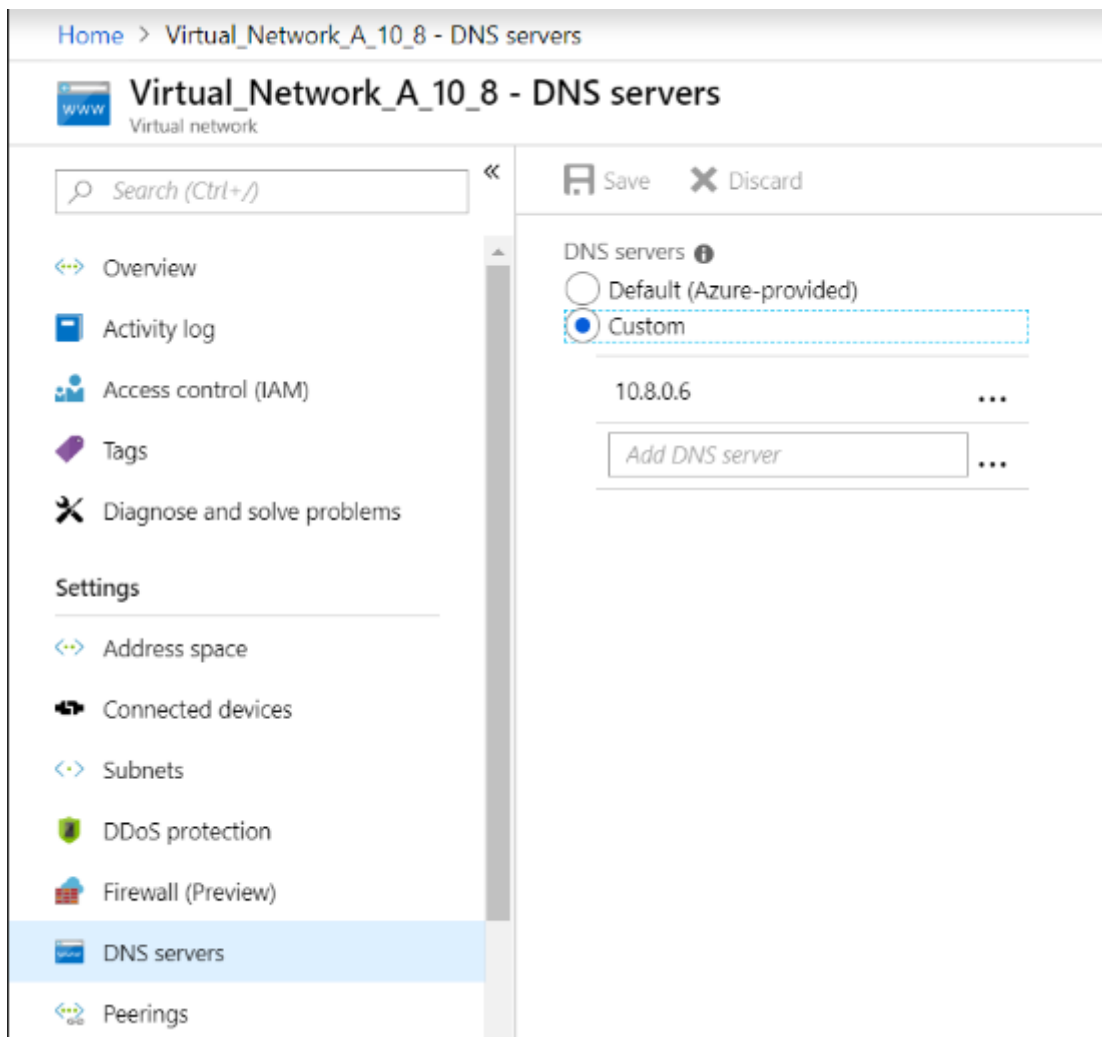 Home > Virtual_Network_A_10_8 - DNS servers
www
Virtual_Network_A_10_8 - DNS servers
Virtual network
Search (Ctrl+/)
«
Overview
Activity log
Access control (IAM)
Tags
Diagnose and solve problems
Settings
Address space
Connected devices
Subnets
DDoS protection
Firewall (Preview)
DNS servers
Peerings
Save Discard
DNS servers
Default (Azure-provided)
Custom
10.8.0.6 ...
Add DNS server ...